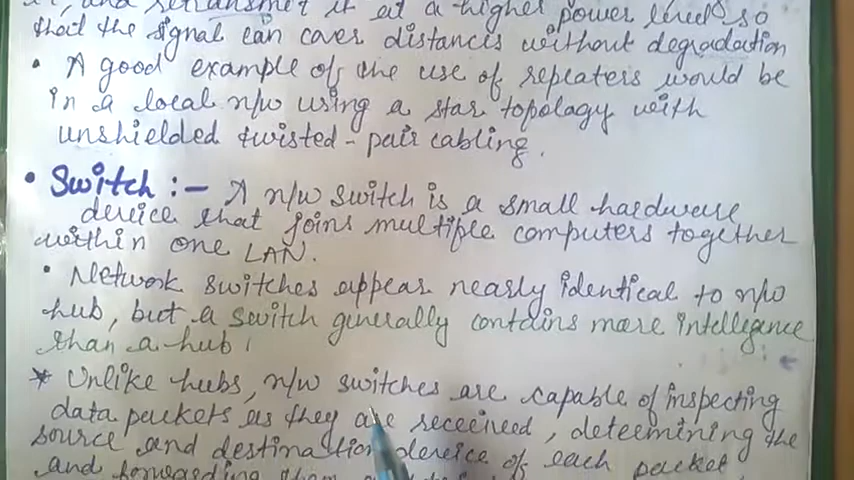 and retransmit it at a higher power level so
that the signal can cover distances without degradation
• A good example of the use of repeaters would be
in a local n/w using a star topology with
unshielded twisted-pair cabling.
• Switch :- A n/w switch is a small hardware
device that joins multiple computers together
within one LAN.
• Network switches appear nearly identical to n/w
hub, but a switch generally contains more intelligence
than a hub.
* Unlike hubs, n/w switches are capable of inspecting
data packets as they are received, determining the
source and destination device of each packet
and forwarding them